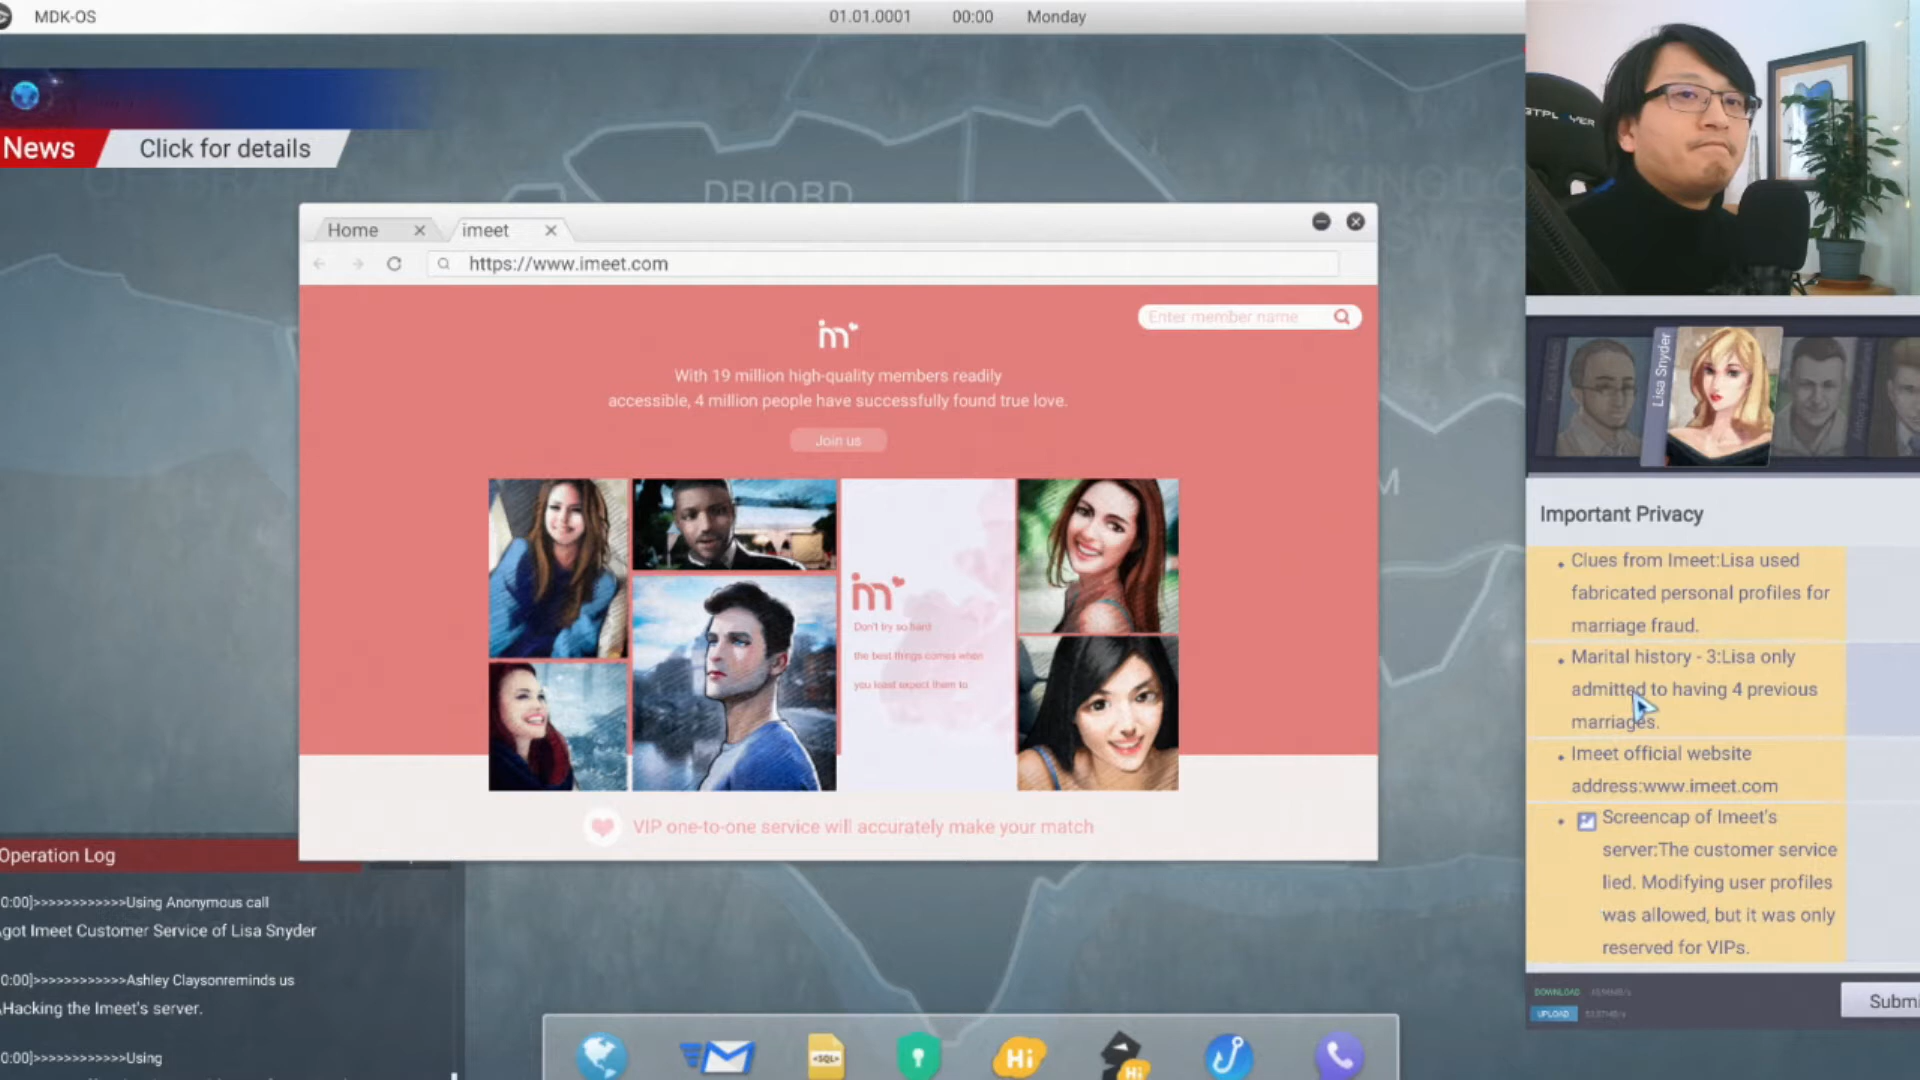 MDK-OS
01.01.0001 00:00 Monday
News
Click for details
DRIORD
Home
imeet
https://www.imeet.com
Enter member name
im
With 19 million high-quality members readily
accessible, 4 million people have successfully found true love.
Join us
im
Don't try so hard
the best things comes when
you least expect them to
VIP one-to-one service will accurately make your match
Operation Log
0:00]>>>>>>>>>>>>Using Anonymous call
\got Imeet Customer Service of Lisa Snyder
0:00]>>>>>>>>>>>>Ashley Claysonreminds us
\Hacking the Imeet's server.
0:00]>>>>>>>>>>>>Using
<SQL>
Hi
Hi
Lisa Snyder
Important Privacy
• Clues from Imeet:Lisa used
fabricated personal profiles for
marriage fraud.
• Marital history - 3:Lisa only
admitted to having 4 previous
marriages.
• Imeet official website
address:www.imeet.com
• Screencap of Imeet's
server:The customer service
lied. Modifying user profiles
was allowed, but it was only
reserved for VIPs.
DOWNLOAD
UPLOAD
Submi